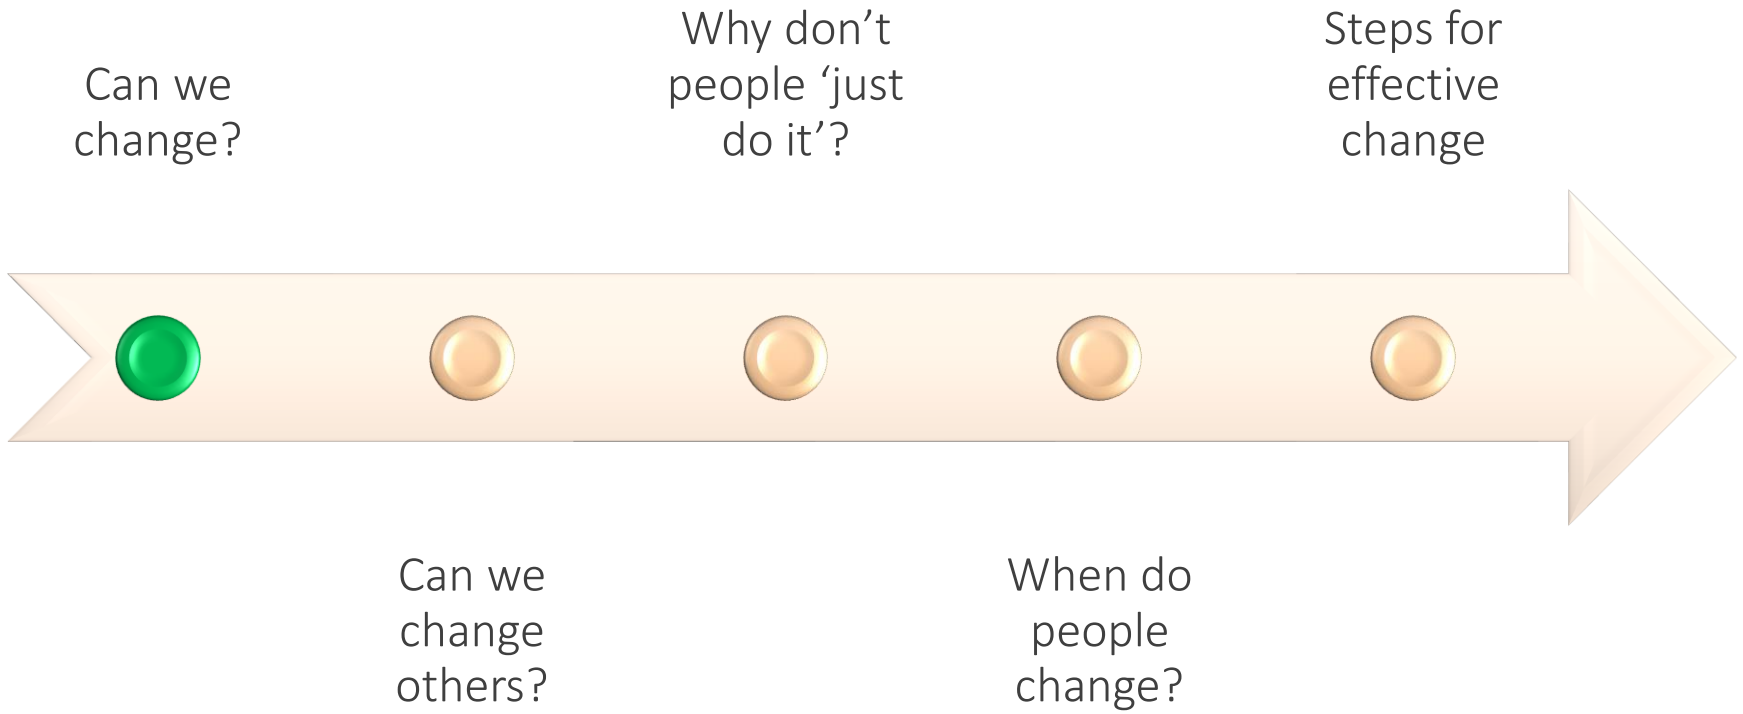 Can we
change?
Can we
change
others?
Why don’t
people ‘just
do it’?
When do
people
change?
Steps for
effective
change